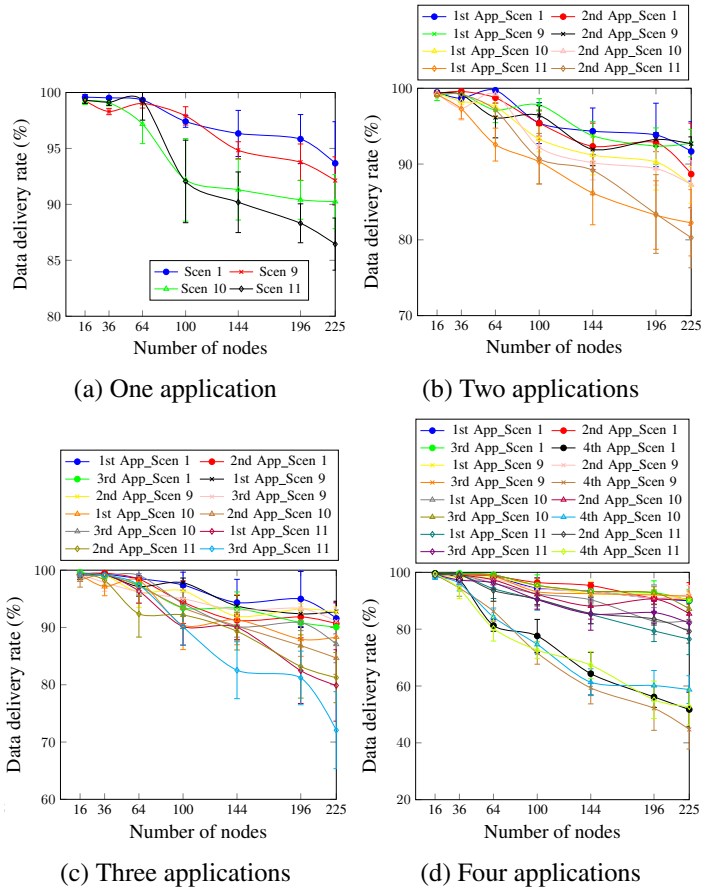 1st App_Scen 1 2nd App_Scen 1
1st App_Scen 9 2nd App_Scen 9
1st App_Scen 10 2nd App_Scen 10
1st App_Scen 11 2nd App_Scen 11
Data delivery rate (%)
100
95
90
85
80
Scen 1 Scen 9
Scen 10 Scen 11
16 36 64 100 144 196 225
Number of nodes
(a) One application
Data delivery rate (%)
100
90
80
70
16 36 64 100 144 196 225
Number of nodes
(b) Two applications
1st App_Scen 1 2nd App_Scen 1
3rd App_Scen 1 1st App_Scen 9
2nd App_Scen 9 3rd App_Scen 9
1st App_Scen 10 2nd App_Scen 10
3rd App_Scen 10 1st App_Scen 11
2nd App_Scen 11 3rd App_Scen 11
Data delivery rate (%)
100
90
80
70
60
16 36 64 100 144 196 225
Number of nodes
(c) Three applications
1st App_Scen 1 2nd App_Scen 1
3rd App_Scen 1 4th App_Scen 1
1st App_Scen 9 2nd App_Scen 9
3rd App_Scen 9 4th App_Scen 9
1st App_Scen 10 2nd App_Scen 10
3rd App_Scen 10 4th App_Scen 10
1st App_Scen 11 2nd App_Scen 11
3rd App_Scen 11 4th App_Scen 11
Data delivery rate (%)
100
80
60
40
20
16 36 64 100 144 196 225
Number of nodes
(d) Four applications